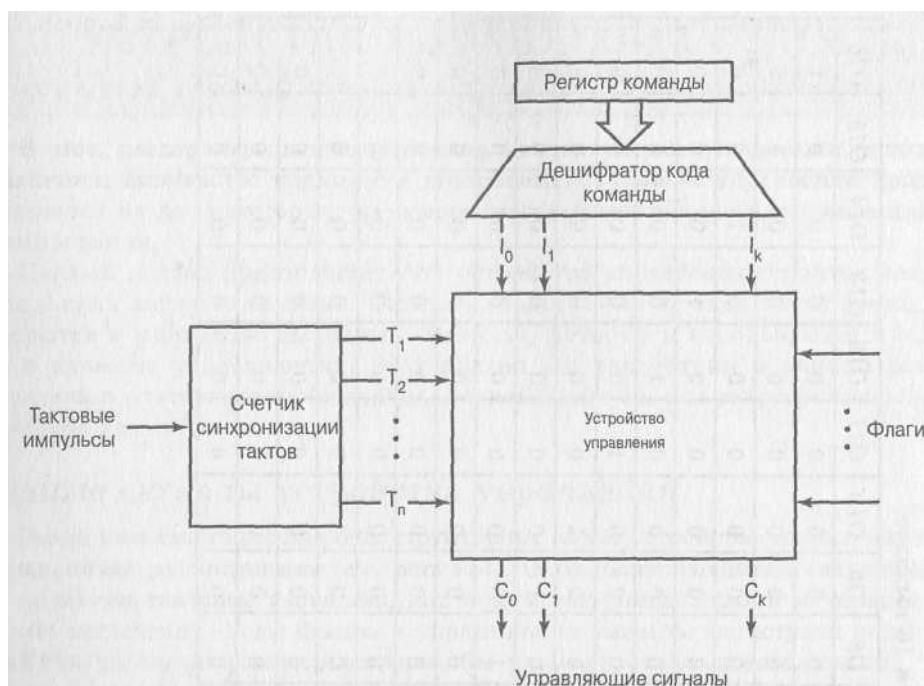 Регистр команды
Дешифратор кода
команды
I0 I1 Ik
T1
T2
Tn
Тактовые
импульсы
Счетчик
синхронизации
тактов
Устройство
управления
Флаги
C0 C1 Ck
Управляющие сигналы